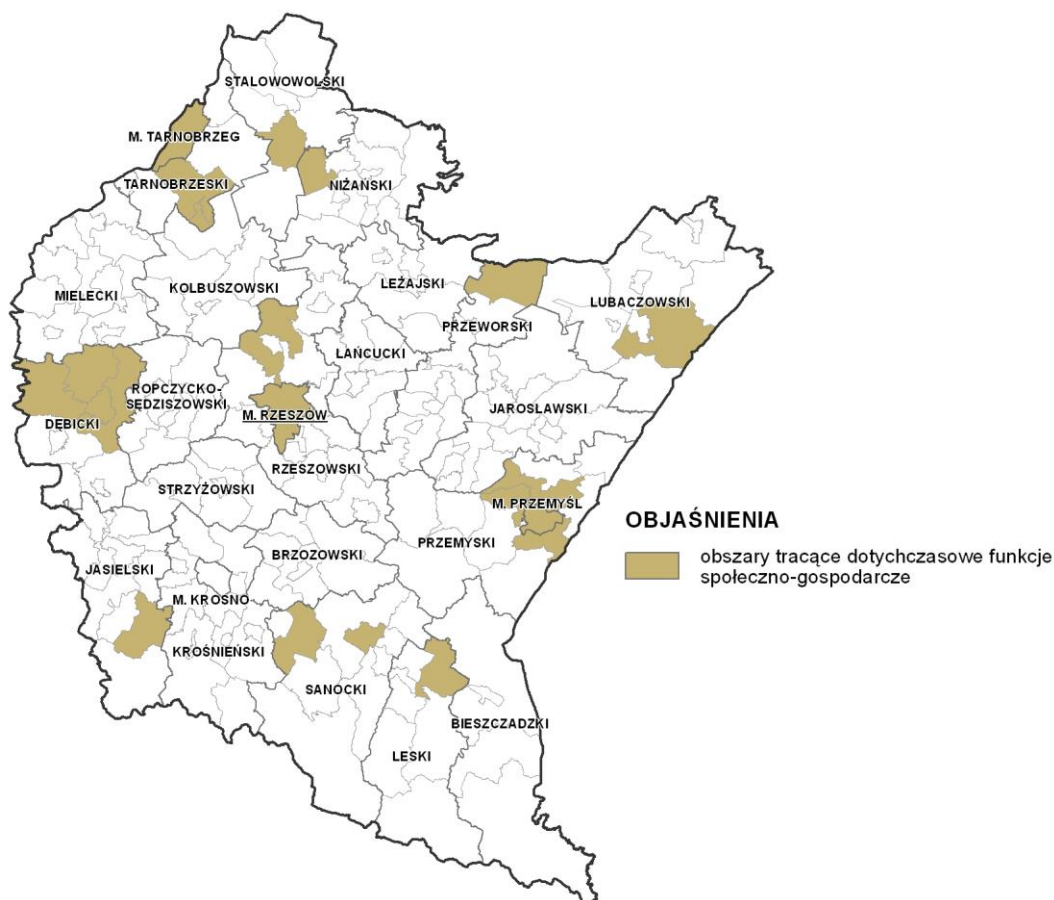 STALOWOWOLSKI
M. TARNOBRZEG
TARNOBRZESKI
NIŻAŃSKI
MIELECKI
KOLBUSZOWSKI
LEŻAJSKI
LUBACZOWSKI
PRZEWORSKI
ŁAŃCUCKI
ROPCZYCKO-
SĘDZISZOWSKI
DĘBICKI
M. RZESZÓW
JAROSŁAWSKI
RZESZOWSKI
STRZYŻOWSKI
M. PRZEMYŚL
PRZEMYSKI
BRZOZOWSKI
JASIELSKI
M. KROSNO
KROŚNIEŃSKI
SANOCKI
BIESZCZADZKI
LESKI
OBJAŚNIENIA
obszary tracące dotychczasowe funkcje
społeczno-gospodarcze